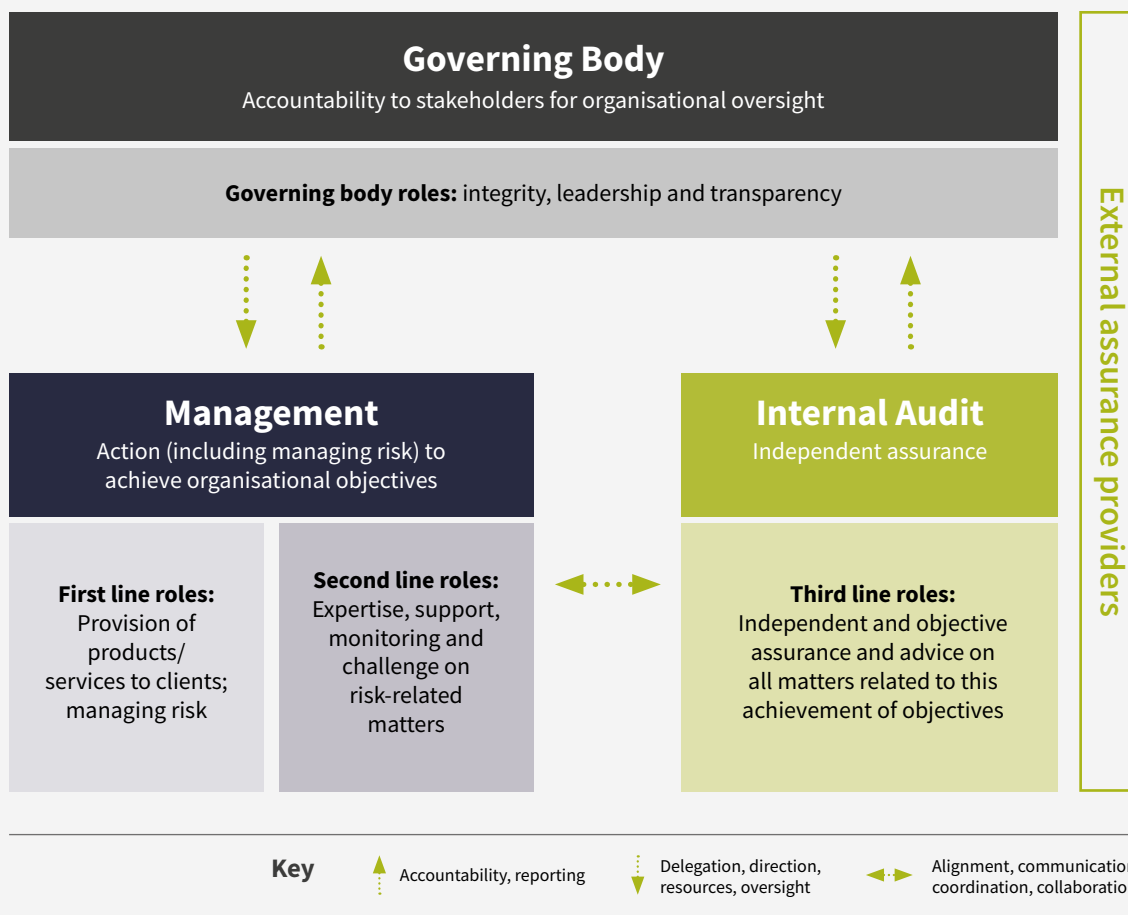 Governing Body
Accountability to stakeholders for organisational oversight
Governing body roles: integrity, leadership and transparency
Management
Action (including managing risk) to
achieve organisational objectives
First line roles:
Provision of
products/
services to clients;
managing risk
Second line roles:
Expertise, support,
monitoring and
challenge on
risk-related
matters
Internal Audit
Independent assurance
Third line roles:
Independent and objective
assurance and advice on
all matters related to this
achievement of objectives
External assurance providers
Key
Accountability, reporting
Delegation, direction,
resources, oversight
Alignment, communication
coordination, collaboratio